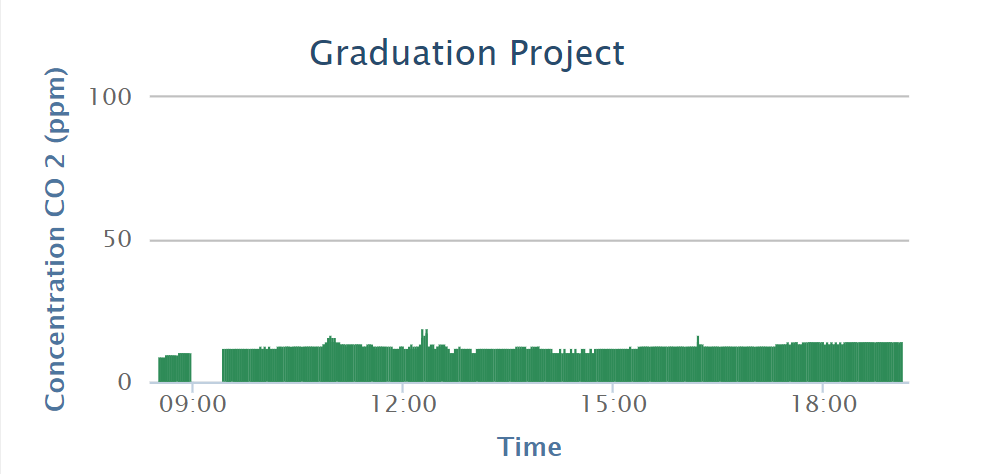 Graduation Project
Concentration CO 2 (ppm)
100
50
0
09:00 12:00 15:00 18:00
Time